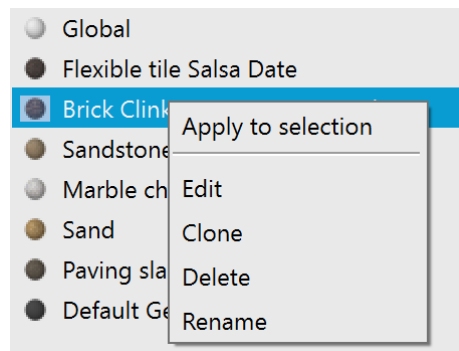 Global
Flexible tile Salsa Date
Brick Clink
Sandstone
Marble ch
Sand
Paving sla
Default Ge
Apply to selection
Edit
Clone
Delete
Rename